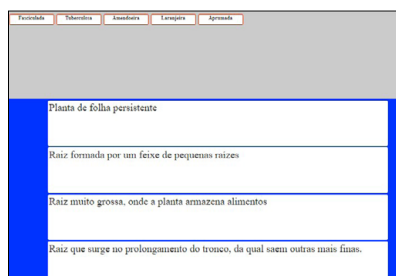 Fasciculada
Tuberculosa
Amendoeira
Laranjeira
Aprumada
Planta de folha persistente
Raiz formada por um feixe de pequenas raizes
Raiz muito grossa, onde a planta armazena alimentos
Raiz que surge no prolongamento do tronco, da qual saem outras mais finas.